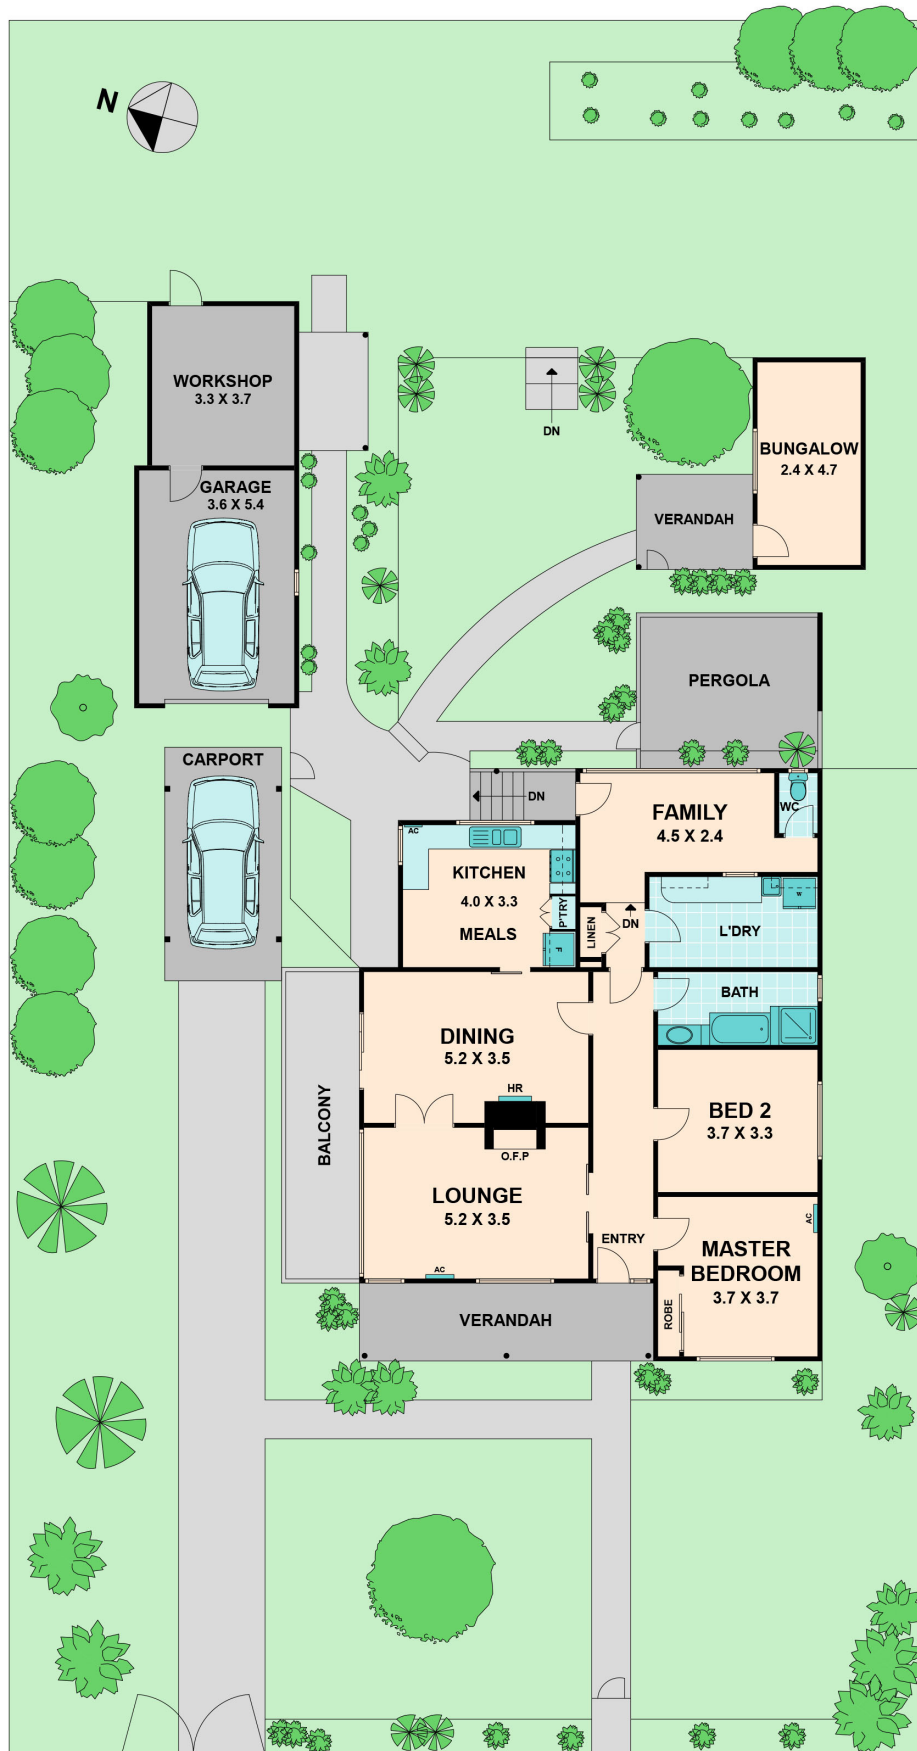 N
WORKSHOP
3.3 X 3.7
DN
BUNGALOW
2.4 X 4.7
GARAGE
3.6 X 5.4
VERANDAH
PERGOLA
CARPORT
DN
FAMILY
4.5 X 2.4
WC
AC
KITCHEN
4.0 X 3.3
MEALS
P'TRY
F
LINEN
DN
W
L'DRY
BATH
DINING
5.2 X 3.5
HR
BALCONY
O.F.P
BED 2
3.7 X 3.3
LOUNGE
5.2 X 3.5
AC
ENTRY
AC
MASTER
BEDROOM
3.7 X 3.7
ROBE
VERANDAH